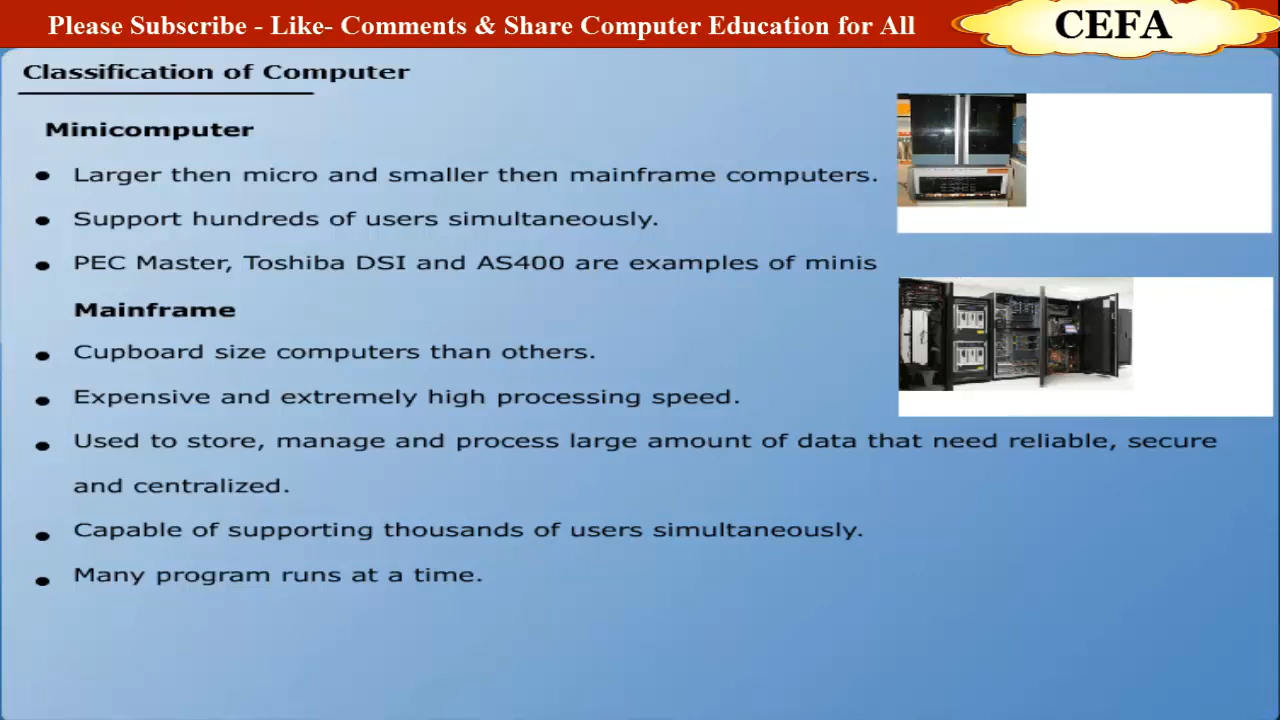 Please Subscribe - Like- Comments & Share Computer Education for All
CEFA
Classification of Computer
Minicomputer
Larger then micro and smaller then mainframe computers.
Support hundreds of users simultaneously.
PEC Master, Toshiba DSI and AS400 are examples of minis
Mainframe
Cupboard size computers than others.
Expensive and extremely high processing speed.
Used to store, manage and process large amount of data that need reliable, secure
and centralized.
Capable of supporting thousands of users simultaneously.
Many program runs at a time.